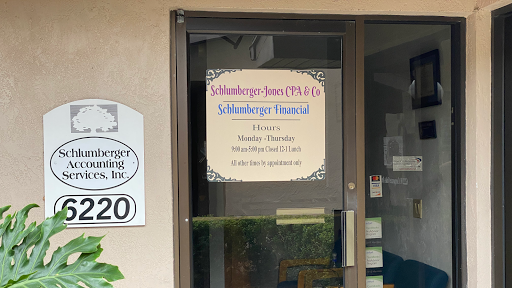 Schlumberger
Accounting
Services, Inc.
6220
Schlumberger-Jones CPA & Co
Schlumberger Financial
Hours
Monday -Thursday
9:00 am-5:00 pm Closed 12-1 Lunch
All other times by appointment only